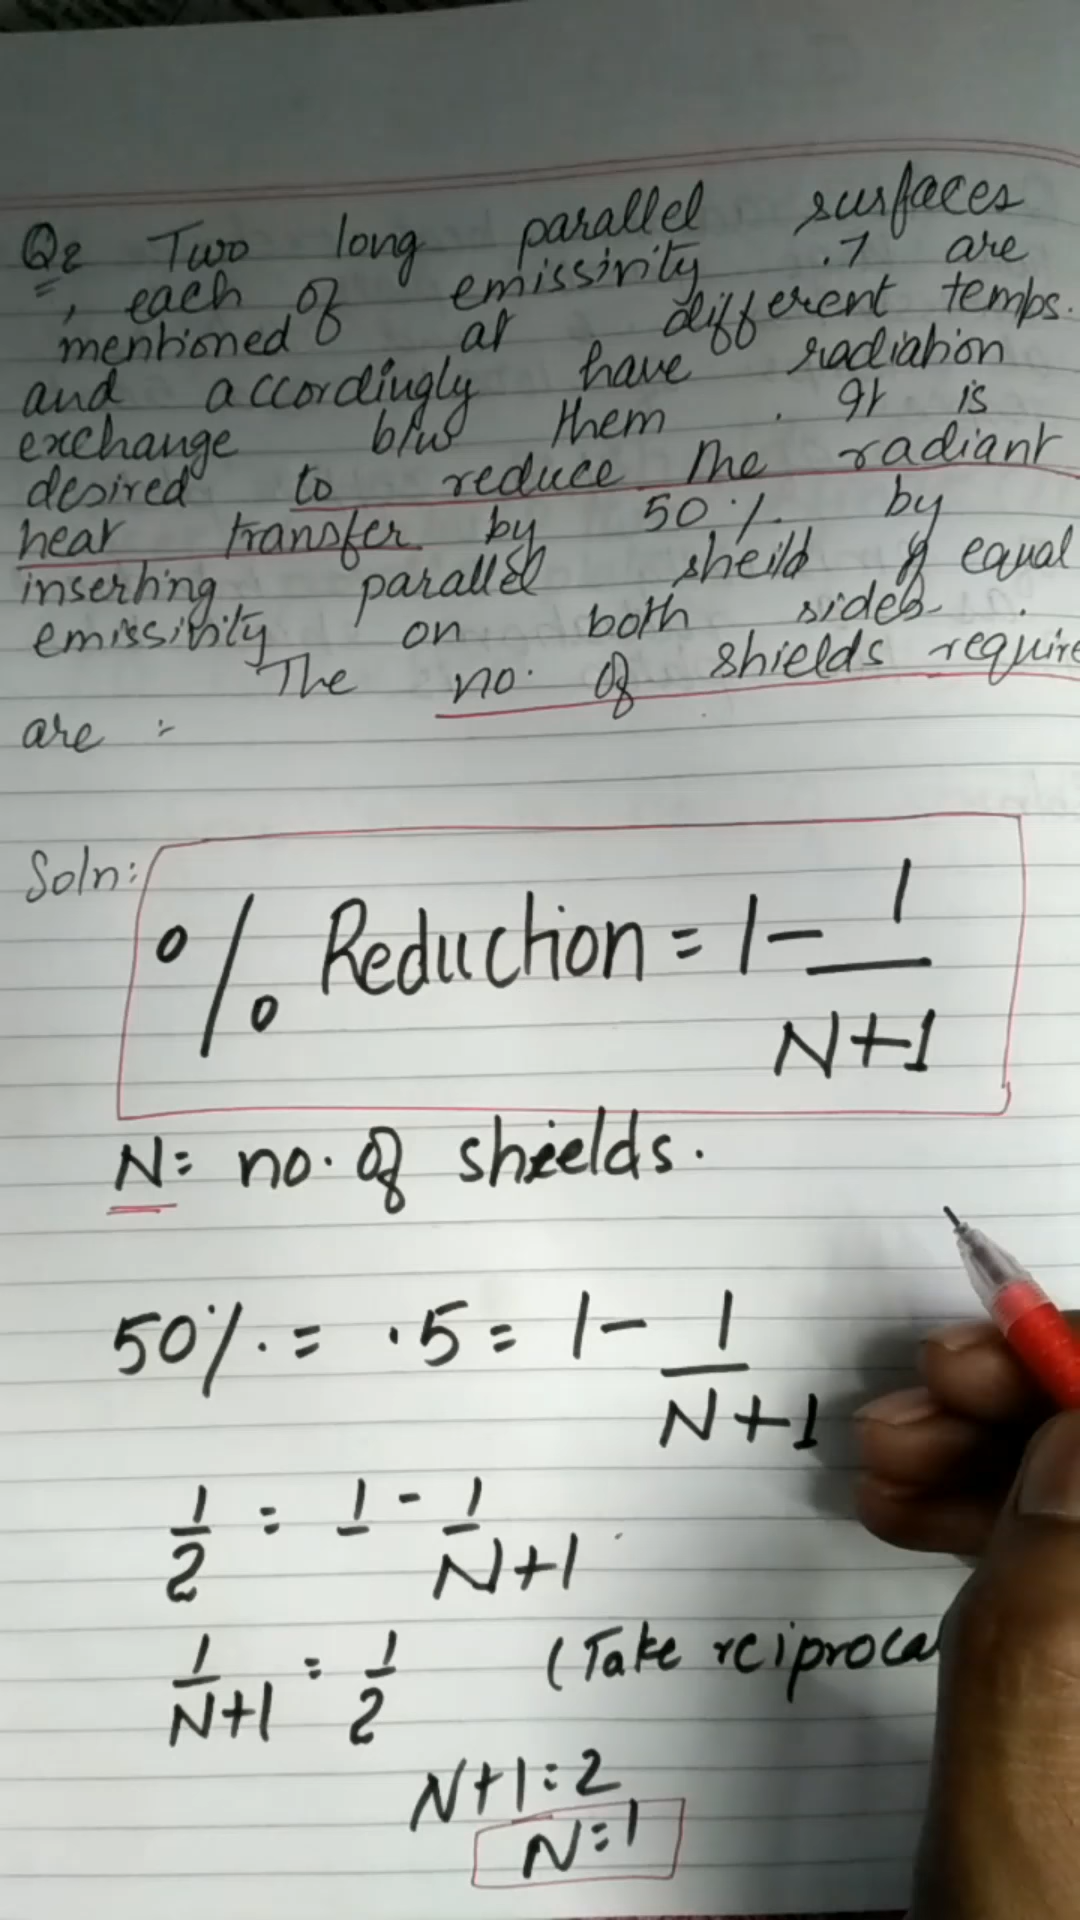 Q2 Two long parallel surfaces
, each of emissivity .7 are
mentioned at different temps.
and accordingly have radiation
exchange b/w them . It is
desired to reduce the radiant
heat transfer by 50% by
inserting parallel sheild of equal
emissivity on both sides .
The no. of shields require
are :-
Soln:
% Reduction = 1 - 1/N+1
N = no. of shields.
50% = .5 = 1 - 1/N+1
1/2 = 1 - 1/N+1
1/N+1 = 1/2 (Take reciprocal
N+1 = 2
N = 1